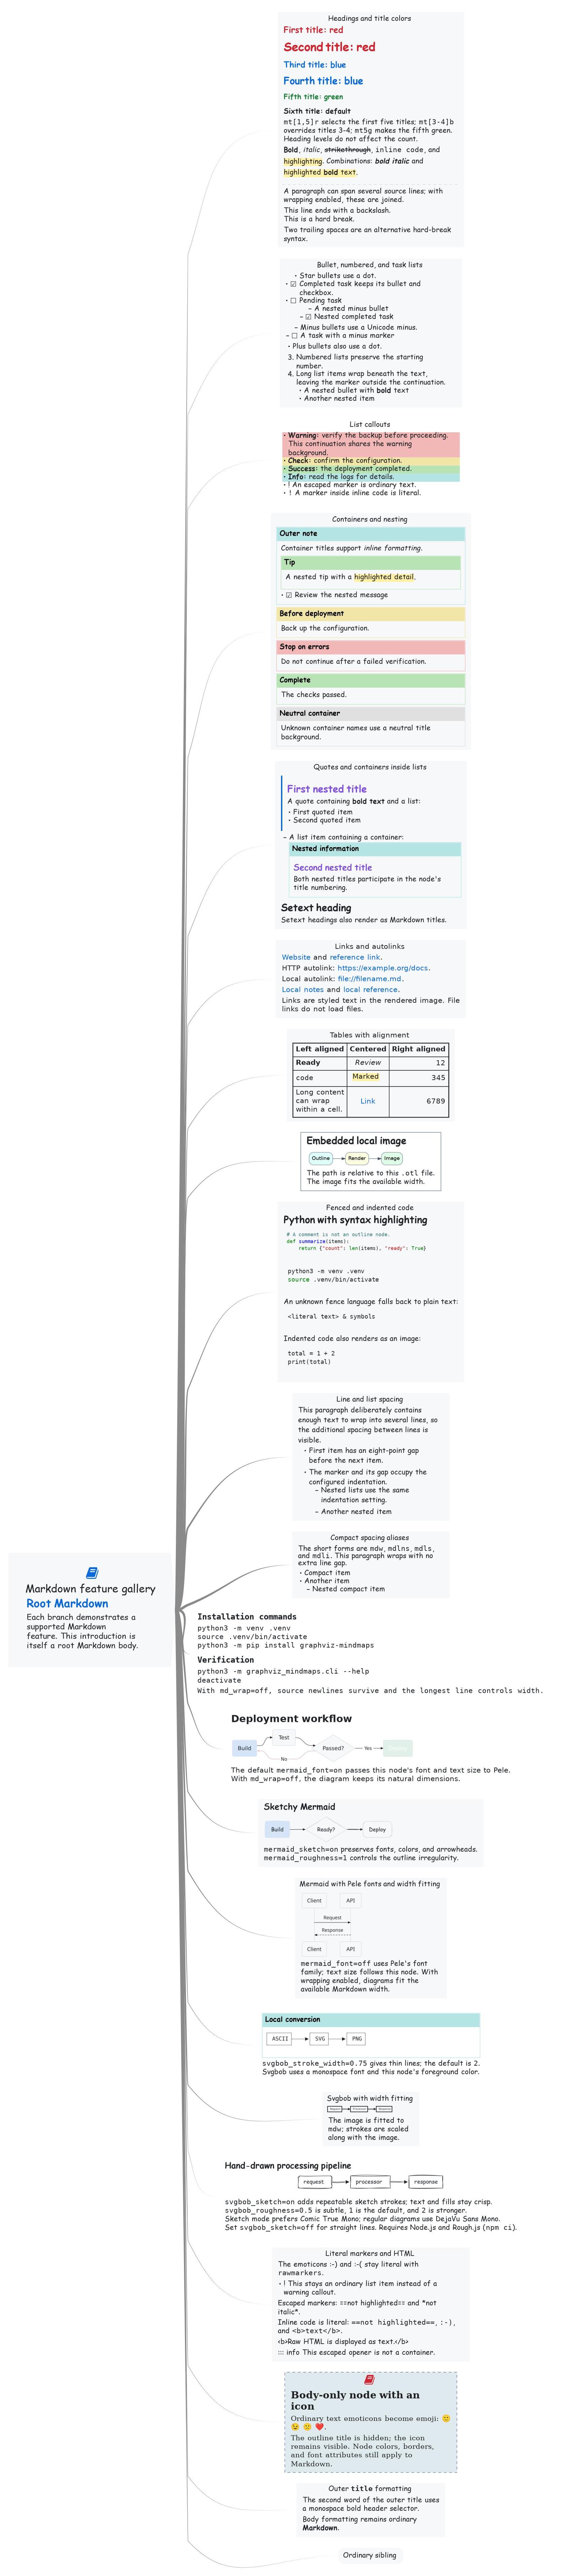 Headings and title colors
First title: red
Second title: red
Third title: blue
Fourth title: blue
Fifth title: green
Sixth title: default
mt[1,5]r selects the first five titles; mt[3-4]b
overrides titles 3-4; mt5g makes the fifth green.
Heading levels do not affect the count.
Bold, italic, strikethrough, inline code, and
highlighting. Combinations: bold italic and
highlighted bold text.
A paragraph can span several source lines; with
wrapping enabled, these are joined.
This line ends with a backslash.
This is a hard break.
Two trailing spaces are an alternative hard-break
syntax.
Bullet, numbered, and task lists
• Star bullets use a dot.
• ☑ Completed task keeps its bullet and
checkbox.
• ☐ Pending task
− A nested minus bullet
− ☑ Nested completed task
− Minus bullets use a Unicode minus.
− ☐ A task with a minus marker
• Plus bullets also use a dot.
3. Numbered lists preserve the starting
number.
4. Long list items wrap beneath the text,
leaving the marker outside the continuation.
• A nested bullet with bold text
• Another nested item
List callouts
• Warning: verify the backup before proceeding.
This continuation shares the warning
background.
• Check: confirm the configuration.
• Success: the deployment completed.
• Info: read the logs for details.
• ! An escaped marker is ordinary text.
• ! A marker inside inline code is literal.
Containers and nesting
Outer note
Container titles support inline formatting.
Tip
A nested tip with a highlighted detail.
• ☑ Review the nested message
Before deployment
Back up the configuration.
Stop on errors
Do not continue after a failed verification.
Complete
The checks passed.
Neutral container
Unknown container names use a neutral title
background.
Quotes and containers inside lists
First nested title
A quote containing bold text and a list:
• First quoted item
• Second quoted item
− A list item containing a container:
Nested information
Second nested title
Both nested titles participate in the node's
title numbering.
Setext heading
Setext headings also render as Markdown titles.
Links and autolinks
Website and reference link.
HTTP autolink: https://example.org/docs.
Local autolink: file://filename.md.
Local notes and local reference.
Links are styled text in the rendered image. File
links do not load files.
Tables with alignment
Left aligned Centered Right aligned
Ready Review 12
code Marked 345
Long content
can wrap
within a cell. Link 6789
Embedded local image
Outline Render Image
The path is relative to this .otl file.
The image fits the available width.
Fenced and indented code
Python with syntax highlighting
# A comment is not an outline node.
def summarize(items):
return {"count": len(items), "ready": True}
python3 -m venv .venv
source .venv/bin/activate
An unknown fence language falls back to plain text:
<literal text> & symbols
Indented code also renders as an image:
total = 1 + 2
print(total)
Line and list spacing
This paragraph deliberately contains
enough text to wrap into several lines, so
the additional spacing between lines is
visible.
• First item has an eight-point gap
before the next item.
• The marker and its gap occupy the
configured indentation.
− Nested lists use the same
indentation setting.
− Another nested item
Compact spacing aliases
The short forms are mdw, mdlns, mdls,
and mdli. This paragraph wraps with no
extra line gap.
• Compact item
• Another item
− Nested compact item
Markdown feature gallery
Root Markdown
Each branch demonstrates a
supported Markdown
feature. This introduction is
itself a root Markdown body.
Installation commands
python3 -m venv .venv
source .venv/bin/activate
python3 -m pip install graphviz-mindmaps
Verification
python3 -m graphviz_mindmaps.cli --help
deactivate
With md_wrap=off, source newlines survive and the longest line controls width.
Deployment workflow
Build Test Passed? Yes
No
The default mermaid_font=on passes this node's font and text size to Pele.
With md_wrap=off, the diagram keeps its natural dimensions.
Sketchy Mermaid
Build Ready? Deploy
mermaid_sketch=on preserves fonts, colors, and arrowheads.
mermaid_roughness=1 controls the outline irregularity.
Mermaid with Pele fonts and width fitting
Client API
Request
Response
Client API
mermaid_font=off uses Pele's font
family; text size follows this node. With
wrapping enabled, diagrams fit the
available Markdown width.
Local conversion
ASCII SVG PNG
svgbob_stroke_width=0.75 gives thin lines; the default is 2.
Svgbob uses a monospace font and this node's foreground color.
Svgbob with width fitting
The image is fitted to
mdw; strokes are scaled
along with the image.
Hand-drawn processing pipeline
request processor response
svgbob_sketch=on adds repeatable sketch strokes; text and fills stay crisp.
svgbob_roughness=0.5 is subtle, 1 is the default, and 2 is stronger.
Sketch mode prefers Comic True Mono; regular diagrams use DejaVu Sans Mono.
Set svgbob_sketch=off for straight lines. Requires Node.js and Rough.js (npm ci).
Literal markers and HTML
The emoticons :-) and :-( stay literal with
rawmarkers.
• ! This stays an ordinary list item instead of a
warning callout.
Escaped markers: ==not highlighted== and *not
italic*.
Inline code is literal: ==not highlighted==, :-),
and <b>text</b>.
<b>Raw HTML is displayed as text.</b>
::: info This escaped opener is not a container.
Body-only node with an
icon
Ordinary text emoticons become emoji: 🙂
😉 🙁 ❤️.
The outline title is hidden; the icon
remains visible. Node colors, borders,
and font attributes still apply to
Markdown.
Outer title formatting
The second word of the outer title uses
a monospace bold header selector.
Body formatting remains ordinary
Markdown.
Ordinary sibling